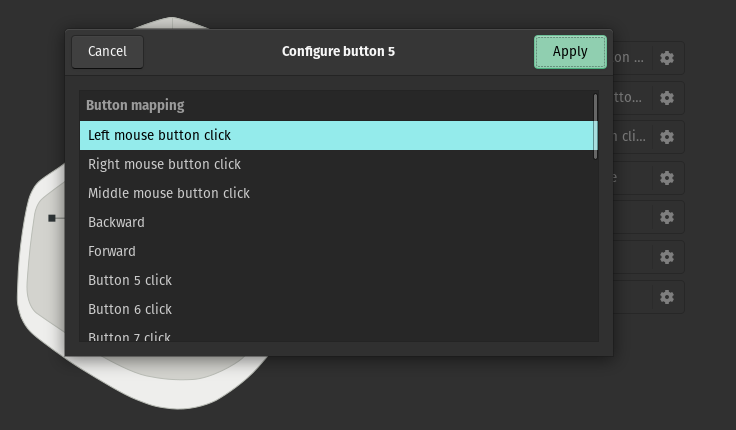 Cancel
Configure button 5
Apply
Button mapping
Left mouse button click
Right mouse button click
Middle mouse button click
Backward
Forward
Button 5 click
Button 6 click
Button 7 click
on ...
tto...
n cli...
e